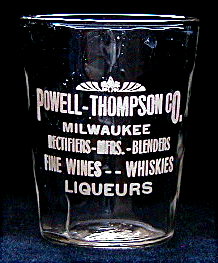 POWELL-THOMPSON CO.
MILWAUKEE
RECTIFIERS-MFRS.-BLENDERS
FINE WINES -- WHISKIES
LIQUEURS